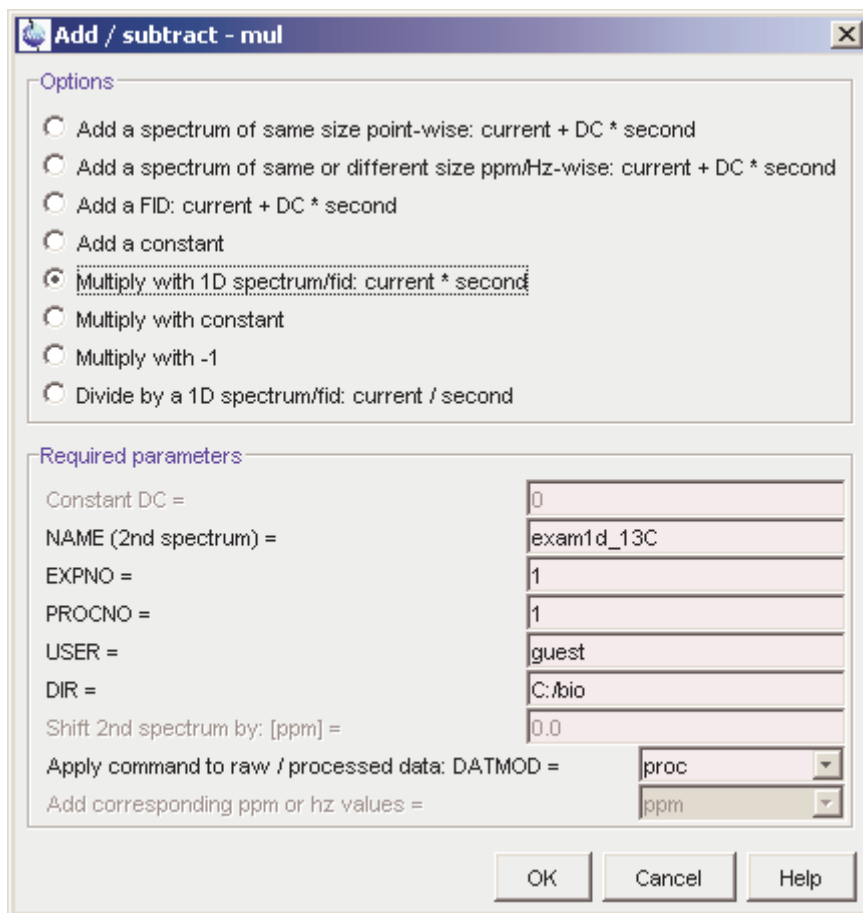 Add / subtract - mul
Options
Add a spectrum of same size point-wise: current + DC * second
Add a spectrum of same or different size ppm/Hz-wise: current + DC * second
Add a FID: current + DC * second
Add a constant
Multiply with 1D spectrum/fid: current * second
Multiply with constant
Multiply with -1
Divide by a 1D spectrum/fid: current / second
Required parameters
Constant DC = 0
NAME (2nd spectrum) = exam1d_13C
EXPNO = 1
PROCNO = 1
USER = guest
DIR = C:/bio
Shift 2nd spectrum by: [ppm] = 0.0
Apply command to raw / processed data: DATMOD = proc
Add corresponding ppm or hz values = ppm
OK Cancel Help